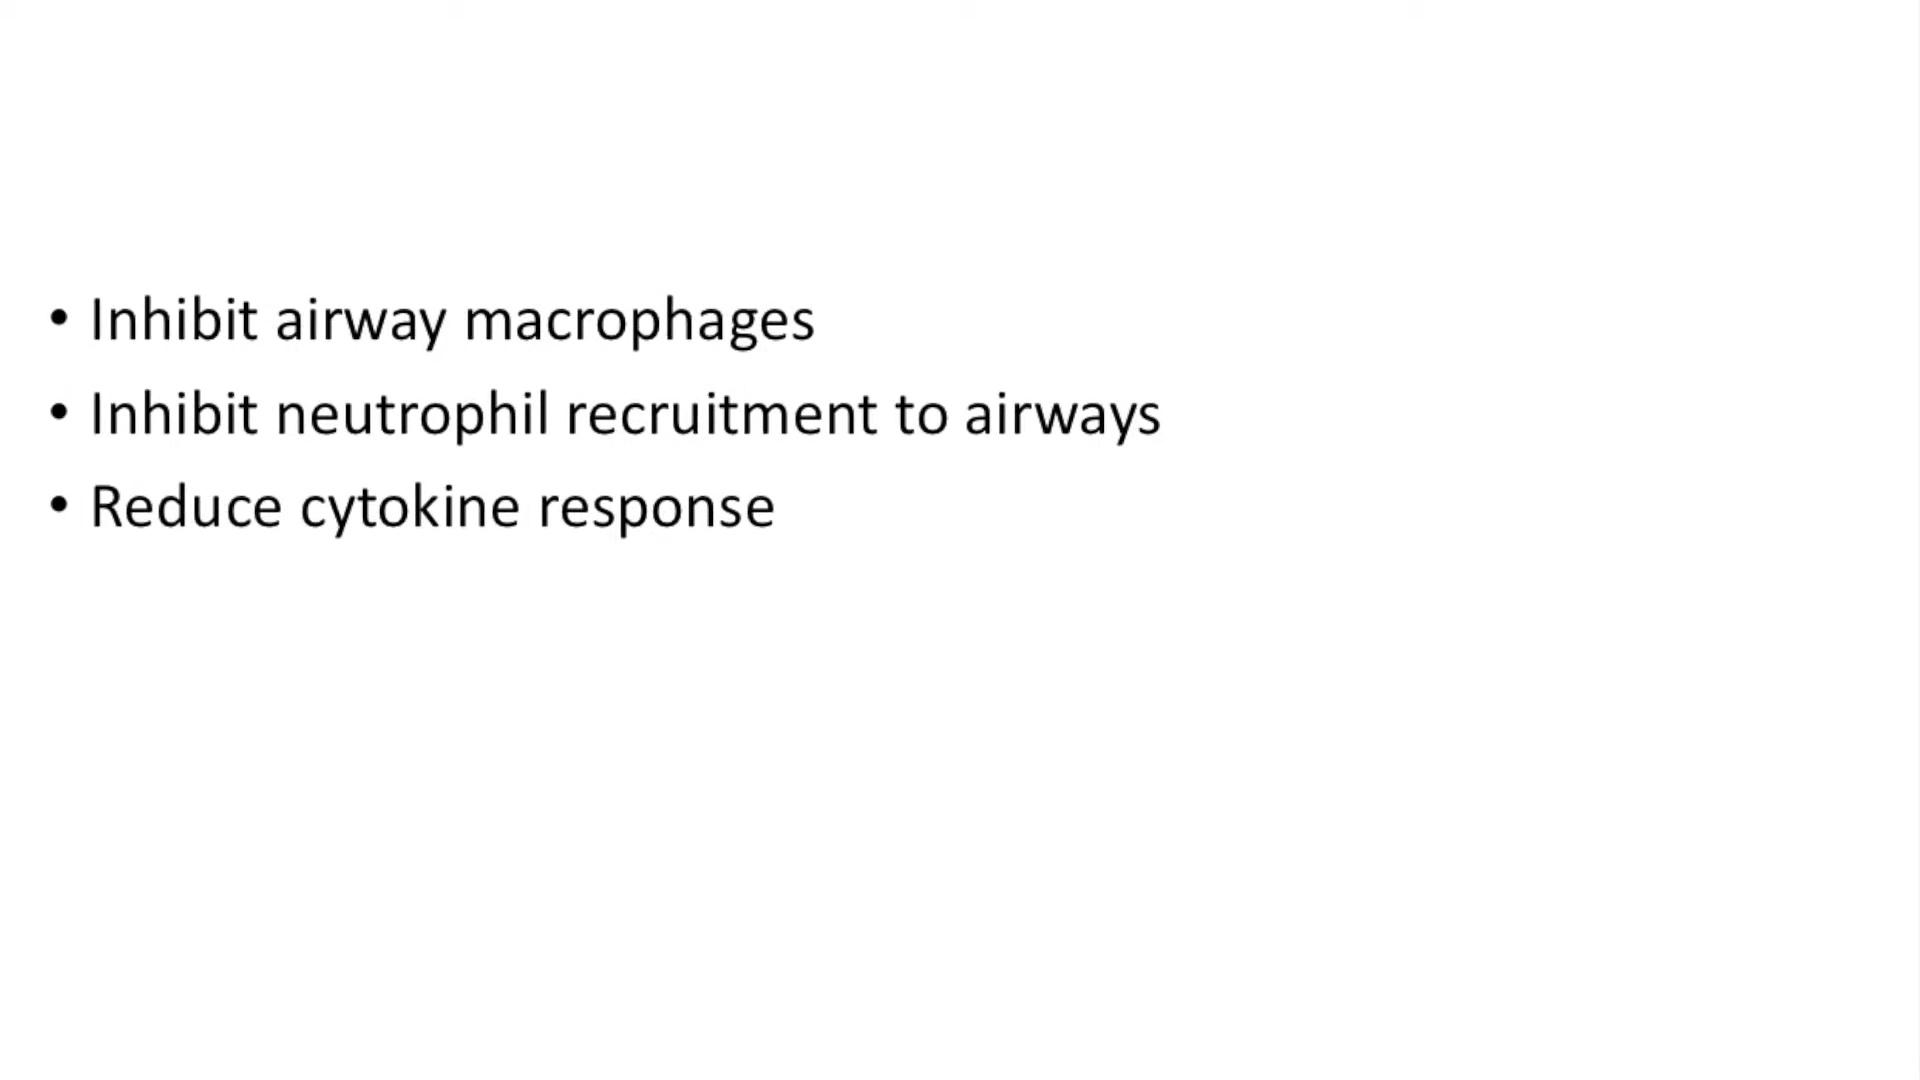 • Inhibit airway macrophages
• Inhibit neutrophil recruitment to airways
• Reduce cytokine response